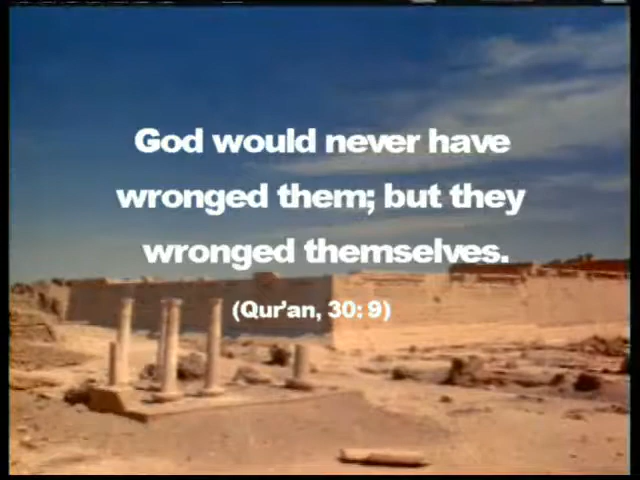 God would never have
wronged them; but they
wronged themselves.
(Qur'an, 30:9)